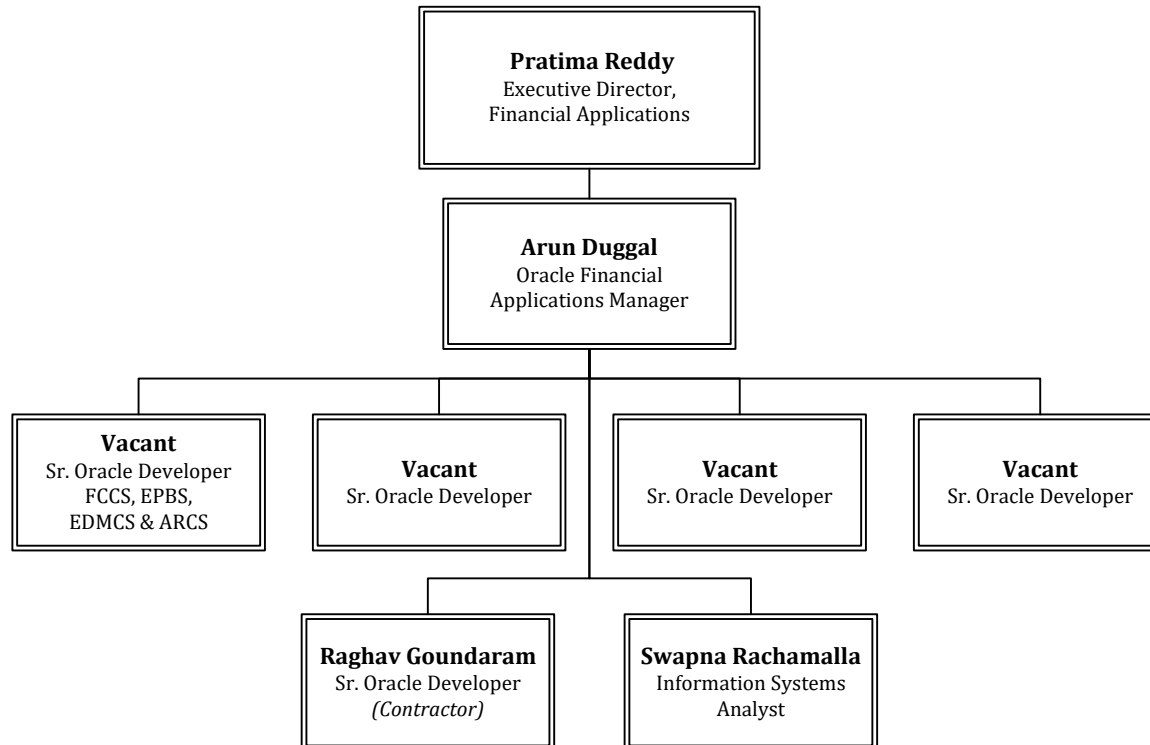 Pratima Reddy
Executive Director,
Financial Applications
Arun Duggal
Oracle Financial
Applications Manager
Vacant
Sr. Oracle Developer
FCCS, EPBS,
EDMCS & ARCS
Vacant
Sr. Oracle Developer
Vacant
Sr. Oracle Developer
Vacant
Sr. Oracle Developer
Raghav Goundaram
Sr. Oracle Developer
(Contractor)
Swapna Rachamalla
Information Systems
Analyst